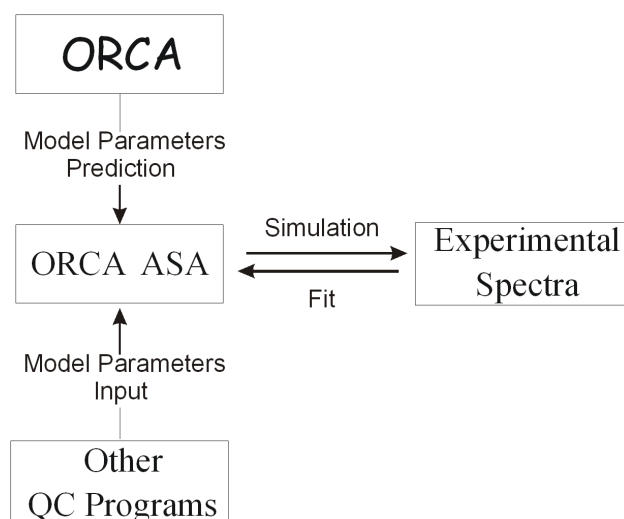 ORCA
Model Parameters
Prediction
ORCA ASA
Simulation
Fit
Experimental
Spectra
Model Parameters
Input
Other
QC Programs